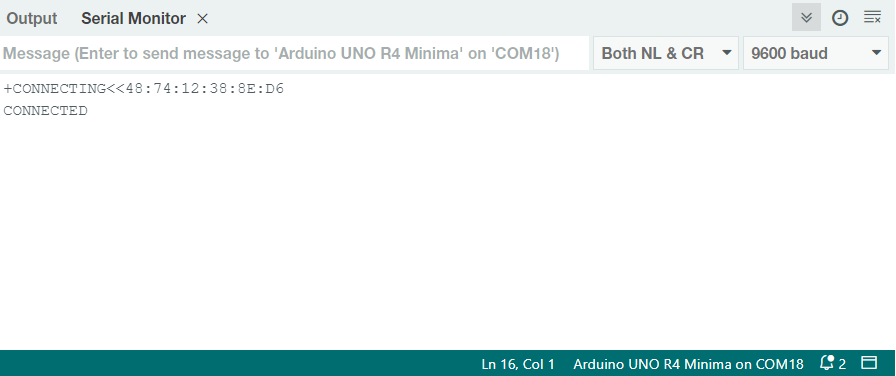 Output Serial Monitor
Message (Enter to send message to 'Arduino UNO R4 Minima' on 'COM18') Both NL & CR 9600 baud
+CONNECTING<<48:74:12:38:8E:D6
CONNECTED
Ln 16, Col 1 Arduino UNO R4 Minima on COM18 2